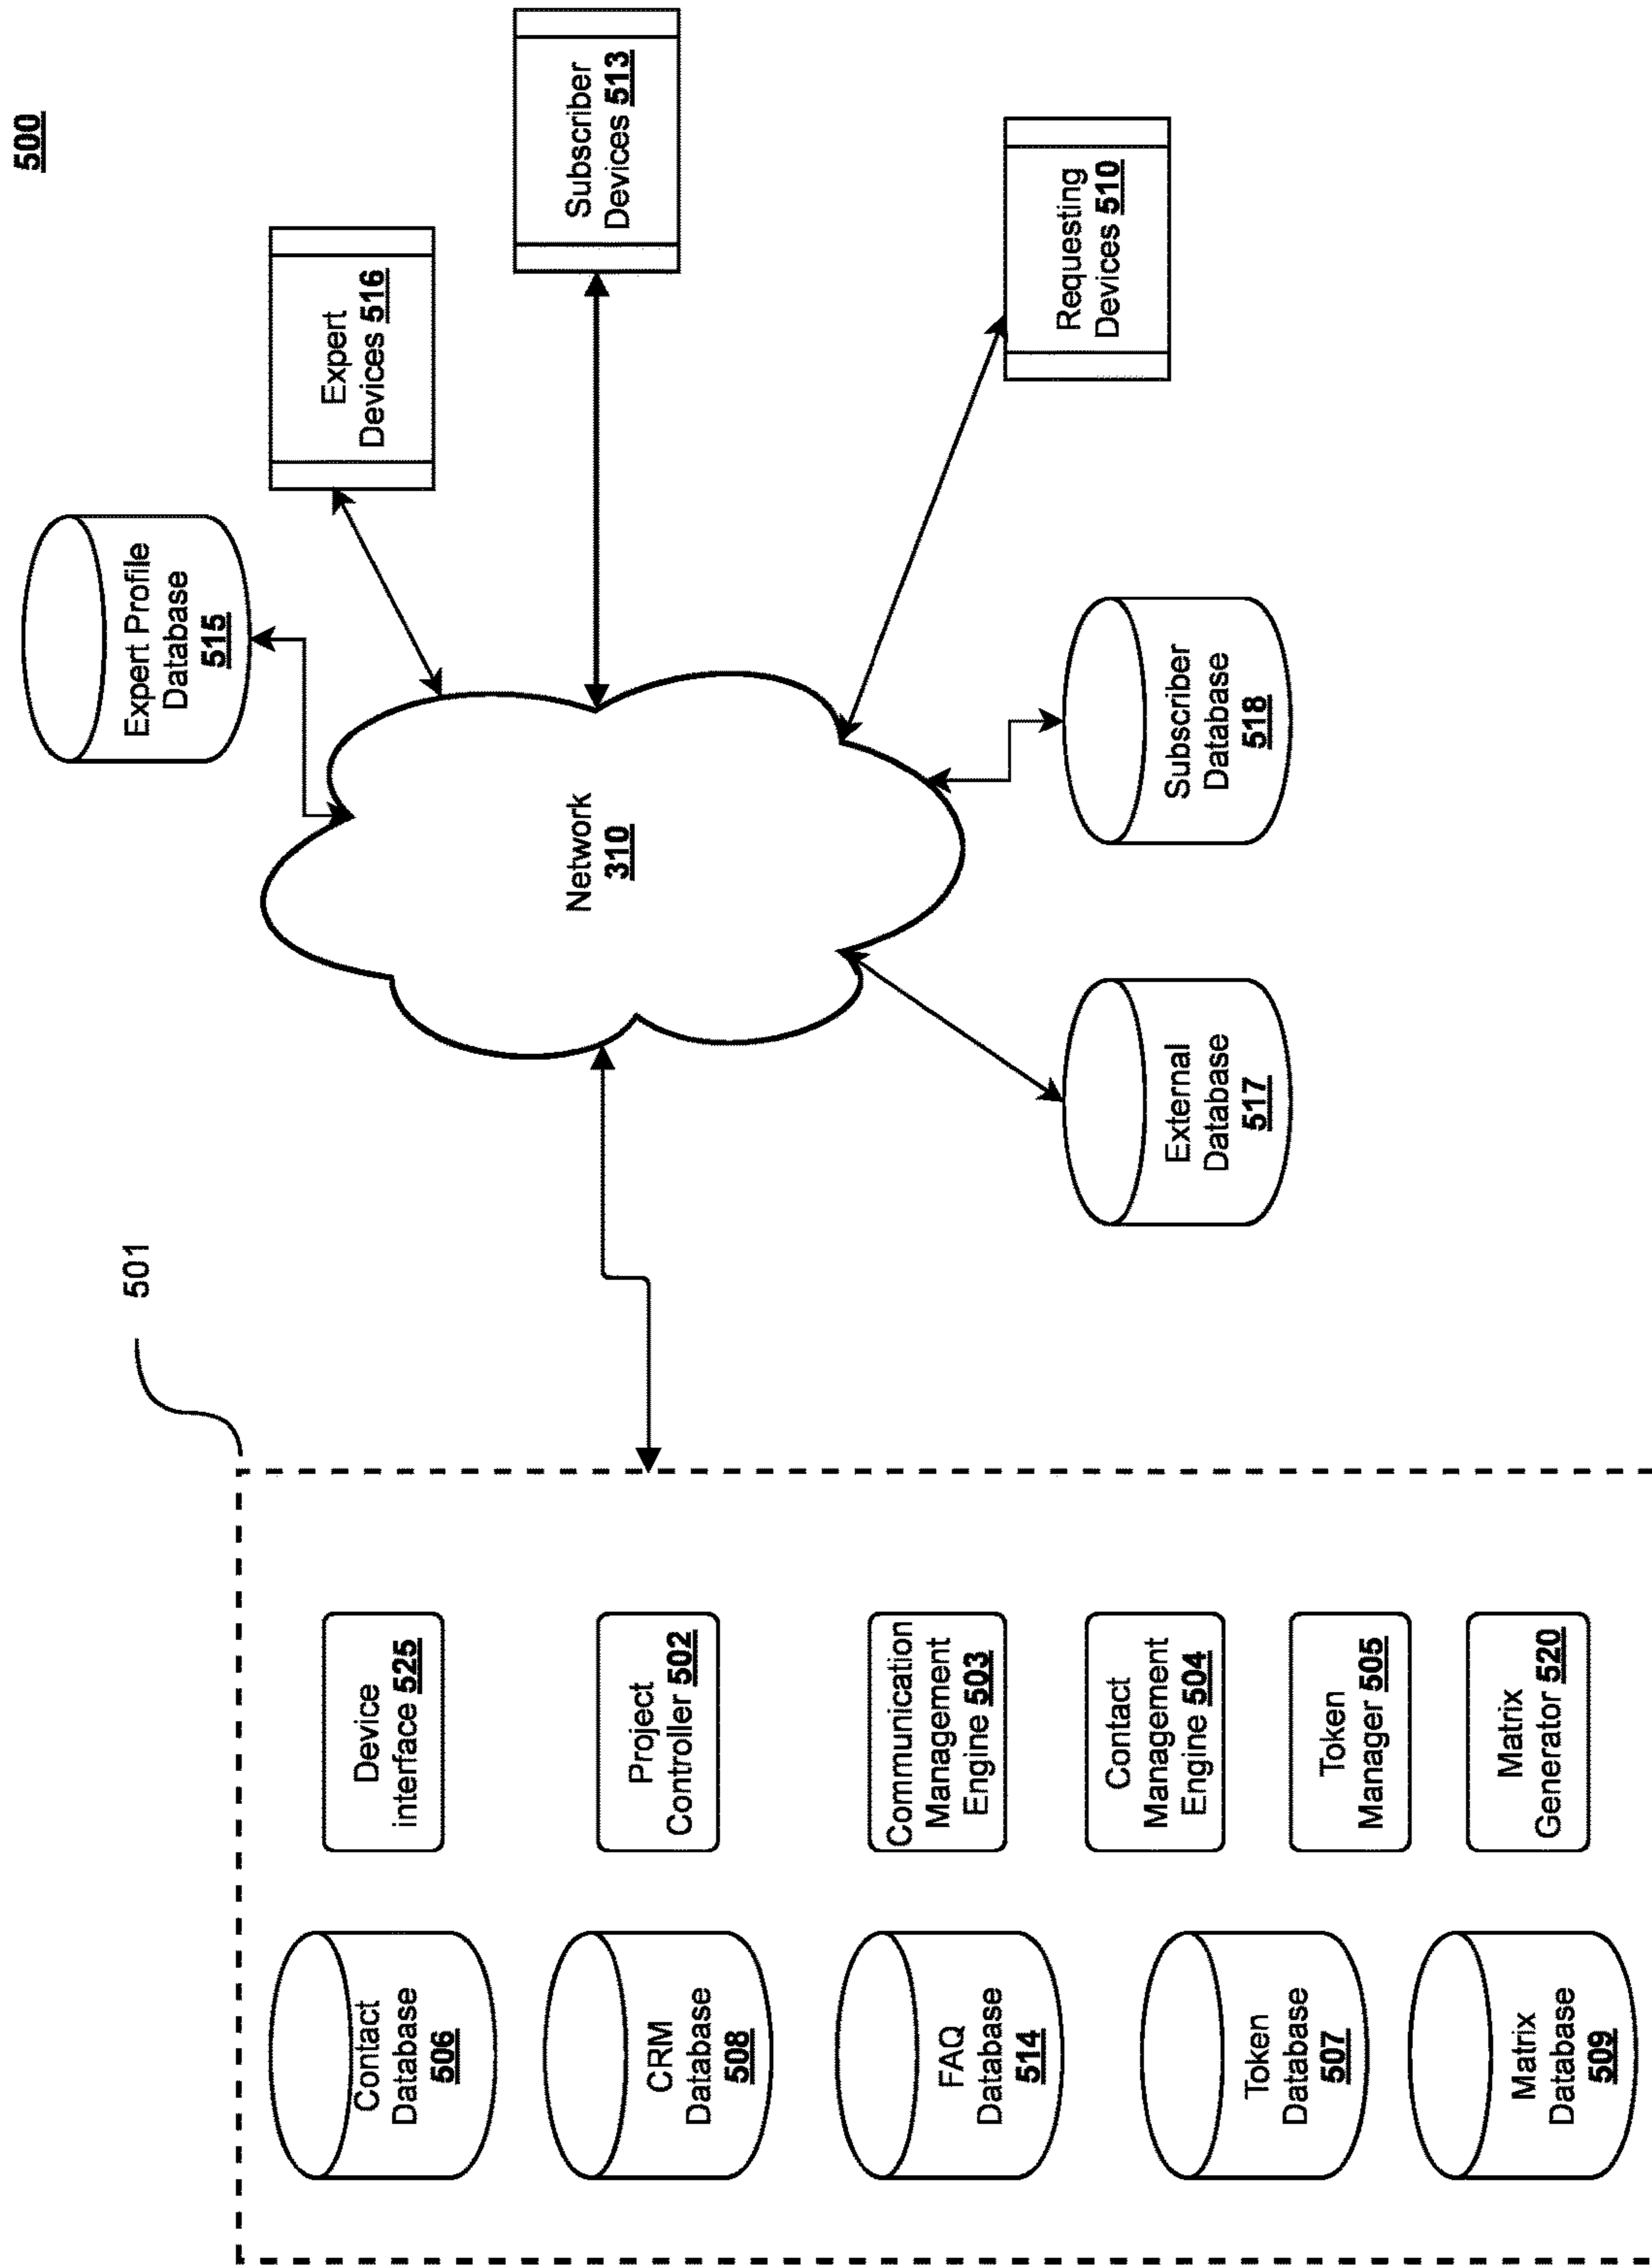 500
501
Contact
Database
506
CRM
Database
508
FAQ
Database
514
Token
Database
507
Matrix
Database
509
Device
interface 525
Project
Controller 502
Communication
Management
Engine 503
Contact
Management
Engine 504
Token
Manager 505
Matrix
Generator 520
Network
310
Expert Profile
Database
515
Expert
Devices 516
Subscriber
Devices 513
Requesting
Devices 510
Subscriber
Database
518
External
Database
517